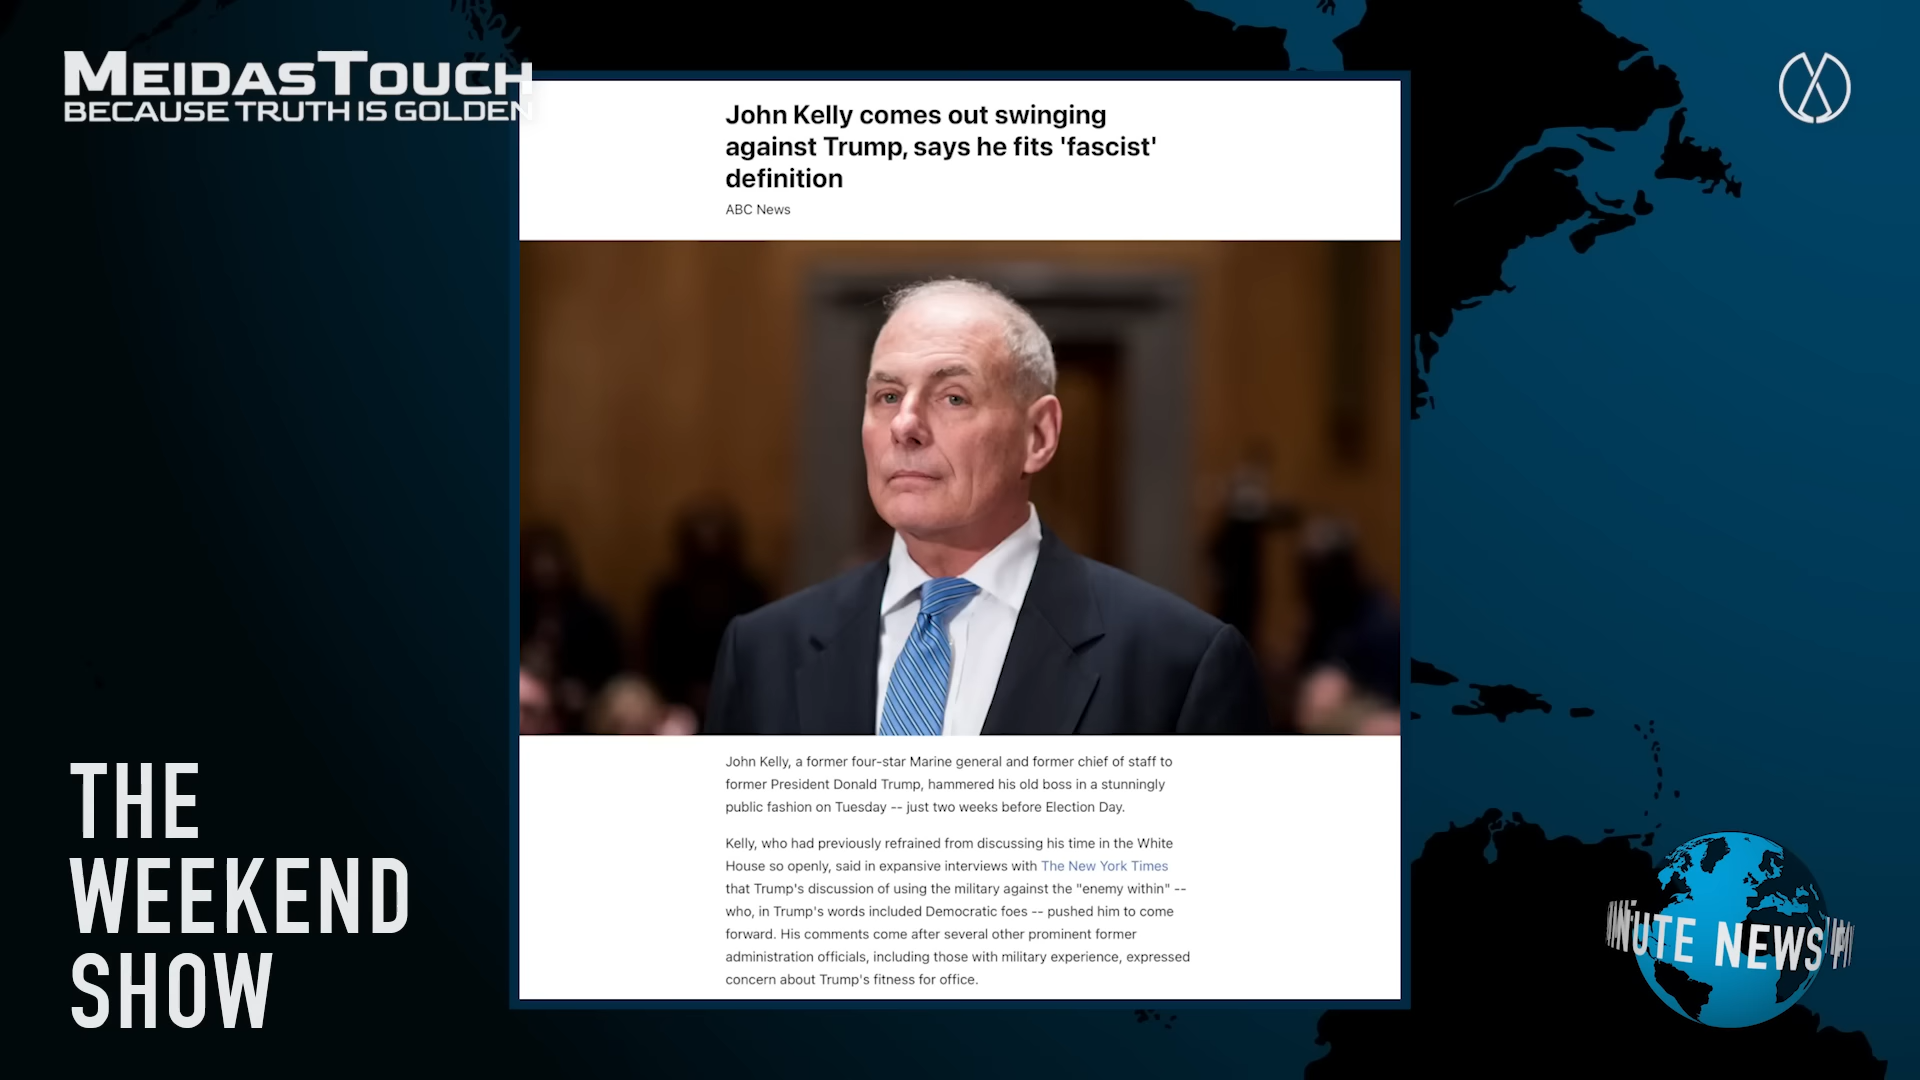 MEIDASTOUCH
BECAUSE TRUTH IS GOLDEN
John Kelly comes out swinging
against Trump, says he fits 'fascist'
definition
ABC News
John Kelly, a former four-star Marine general and former chief of staff to
former President Donald Trump, hammered his old boss in a stunningly
public fashion on Tuesday -- just two weeks before Election Day.
Kelly, who had previously refrained from discussing his time in the White
House so openly, said in expansive interviews with The New York Times
that Trump's discussion of using the military against the "enemy within" --
who, in Trump's words included Democratic foes -- pushed him to come
forward. His comments come after several other prominent former
administration officials, including those with military experience, expressed
concern about Trump's fitness for office.
THE
WEEKEND
SHOW
NEWS